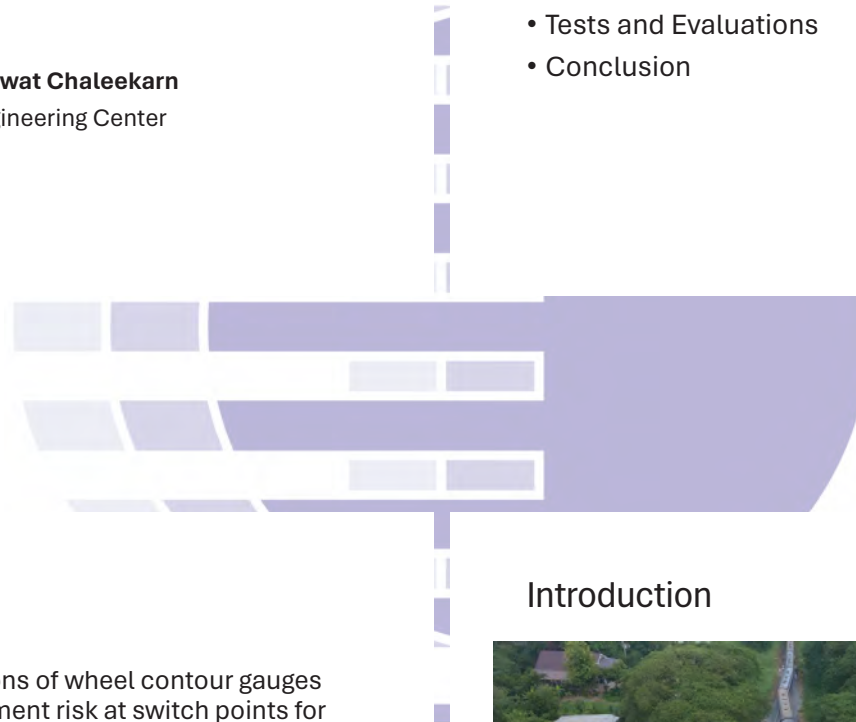 wat Chaleekarn
gineering Center
• Tests and Evaluations
• Conclusion
ns of wheel contour gauges
ment risk at switch points for
Introduction